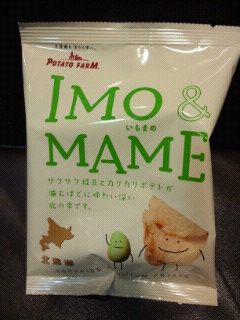 POTATO FARM
IMO &
いもまめ
MAME
サクサク枝豆とカリカリポテトが
噛むほどに味わい深い
北の幸です。
北海道
HOKKAIDO